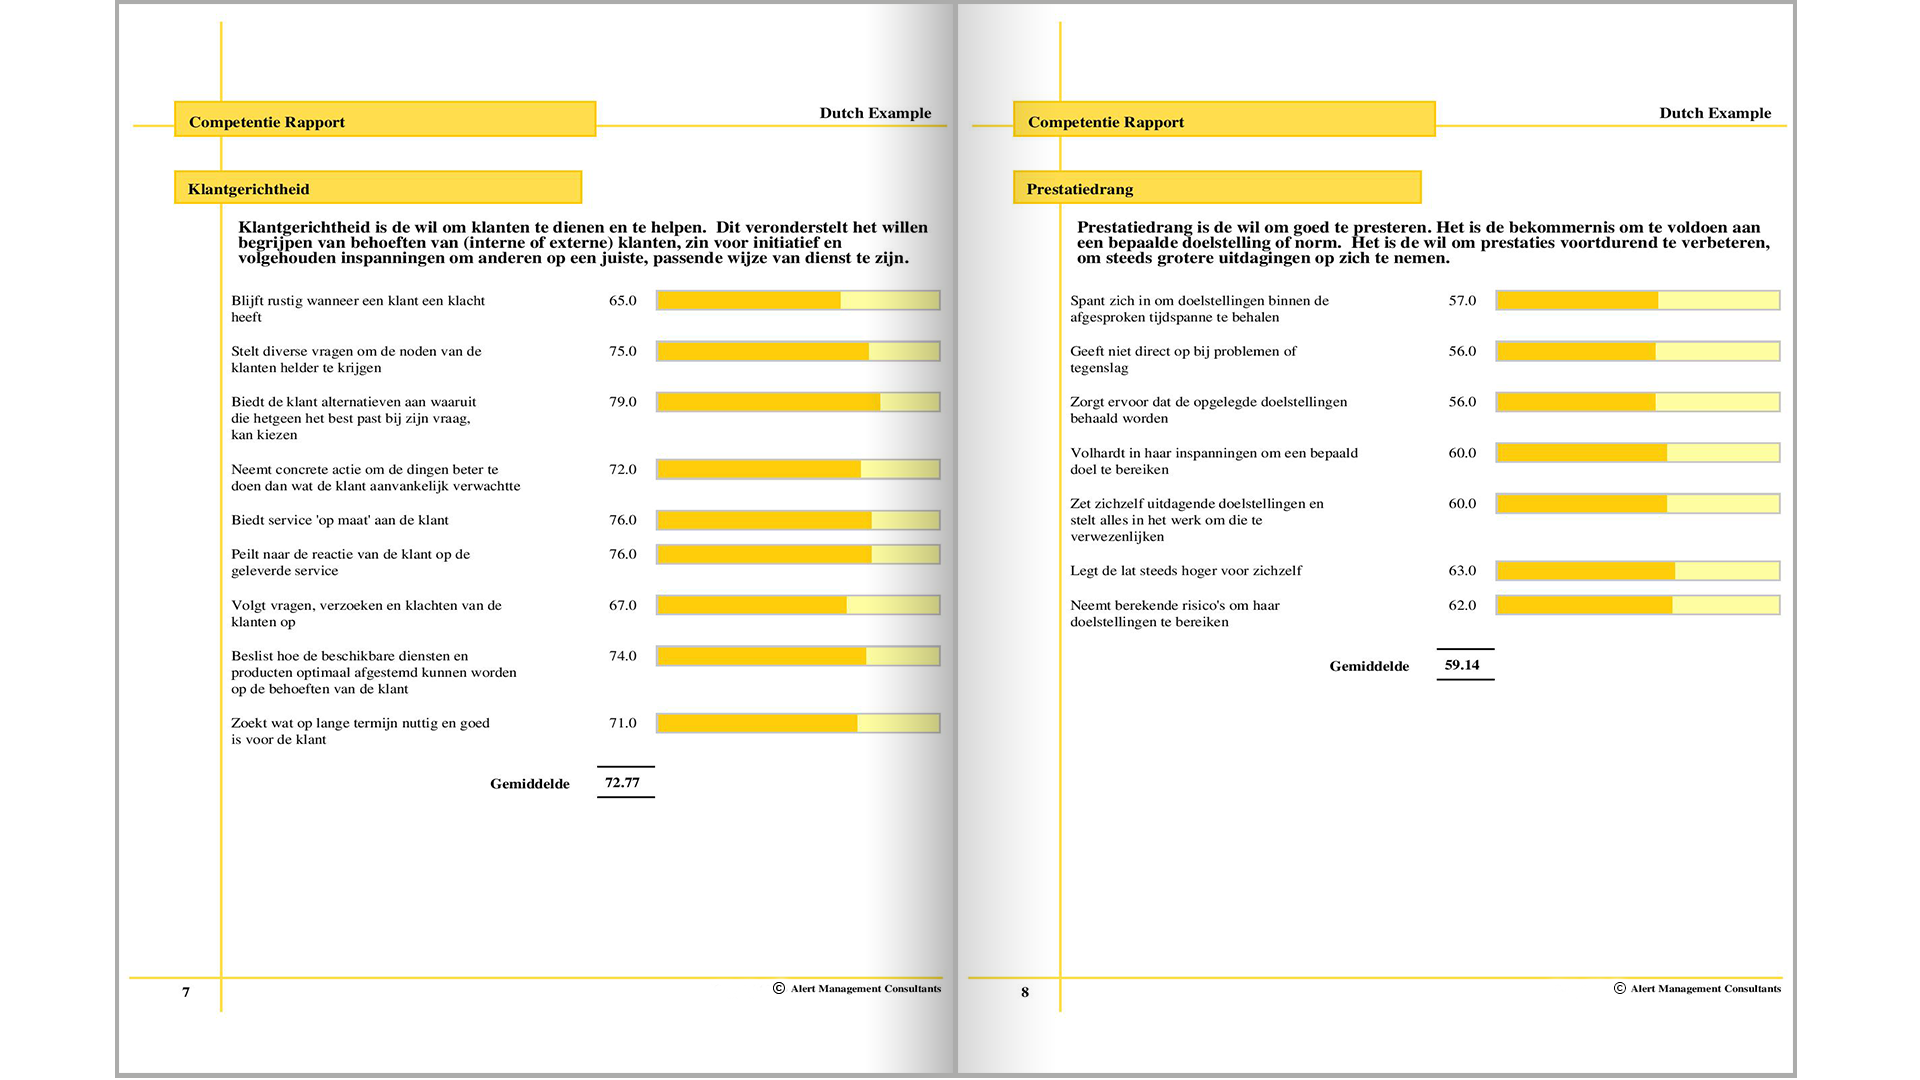 Competentie Rapport
Dutch Example
Klantgerichtheid
Klantgerichtheid is de wil om klanten te dienen en te helpen.  Dit veronderstelt het willen
begrijpen van behoeften van (interne of externe) klanten, zin voor initiatief en
volgehouden inspanningen om anderen op een juiste, passende wijze van dienst te zijn.
Blijft rustig wanneer een klant een klacht 65.0
heeft
Stelt diverse vragen om de noden van de 75.0
klanten helder te krijgen
Biedt de klant alternatieven aan waaruit 79.0
die hetgeen het best past bij zijn vraag,
kan kiezen
Neemt concrete actie om de dingen beter te 72.0
doen dan wat de klant aanvankelijk verwachtte
Biedt service 'op maat' aan de klant 76.0
Peilt naar de reactie van de klant op de 76.0
geleverde service
Volgt vragen, verzoeken en klachten van de 67.0
klanten op
Beslist hoe de beschikbare diensten en 74.0
producten optimaal afgestemd kunnen worden
op de behoeften van de klant
Zoekt wat op lange termijn nuttig en goed 71.0
is voor de klant
Gemiddelde 72.77
7
© Alert Management Consultants
Competentie Rapport
Dutch Example
Prestatiedrang
Prestatiedrang is de wil om goed te presteren. Het is de bekommernis om te voldoen aan
een bepaalde doelstelling of norm.  Het is de wil om prestaties voortdurend te verbeteren,
om steeds grotere uitdagingen op zich te nemen.
Spant zich in om doelstellingen binnen de 57.0
afgesproken tijdspanne te behalen
Geeft niet direct op bij problemen of 56.0
tegenslag
Zorgt ervoor dat de opgelegde doelstellingen 56.0
behaald worden
Volhardt in haar inspanningen om een bepaald 60.0
doel te bereiken
Zet zichzelf uitdagende doelstellingen en 60.0
stelt alles in het werk om die te
verwezenlijken
Legt de lat steeds hoger voor zichzelf 63.0
Neemt berekende risico's om haar 62.0
doelstellingen te bereiken
Gemiddelde 59.14
8
© Alert Management Consultants